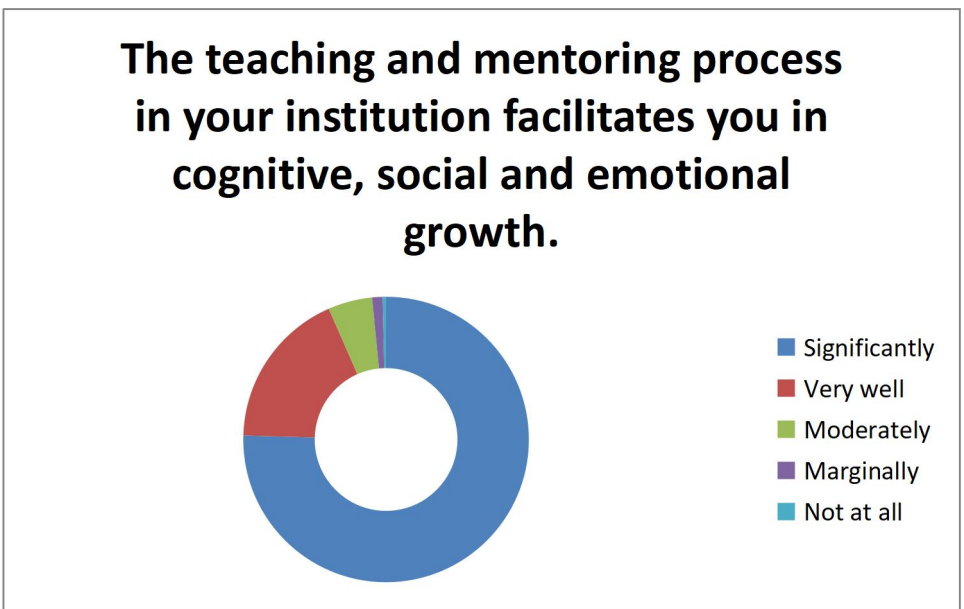 The teaching and mentoring process
in your institution facilitates you in
cognitive, social and emotional
growth.
Significantly
Very well
Moderately
Marginally
Not at all